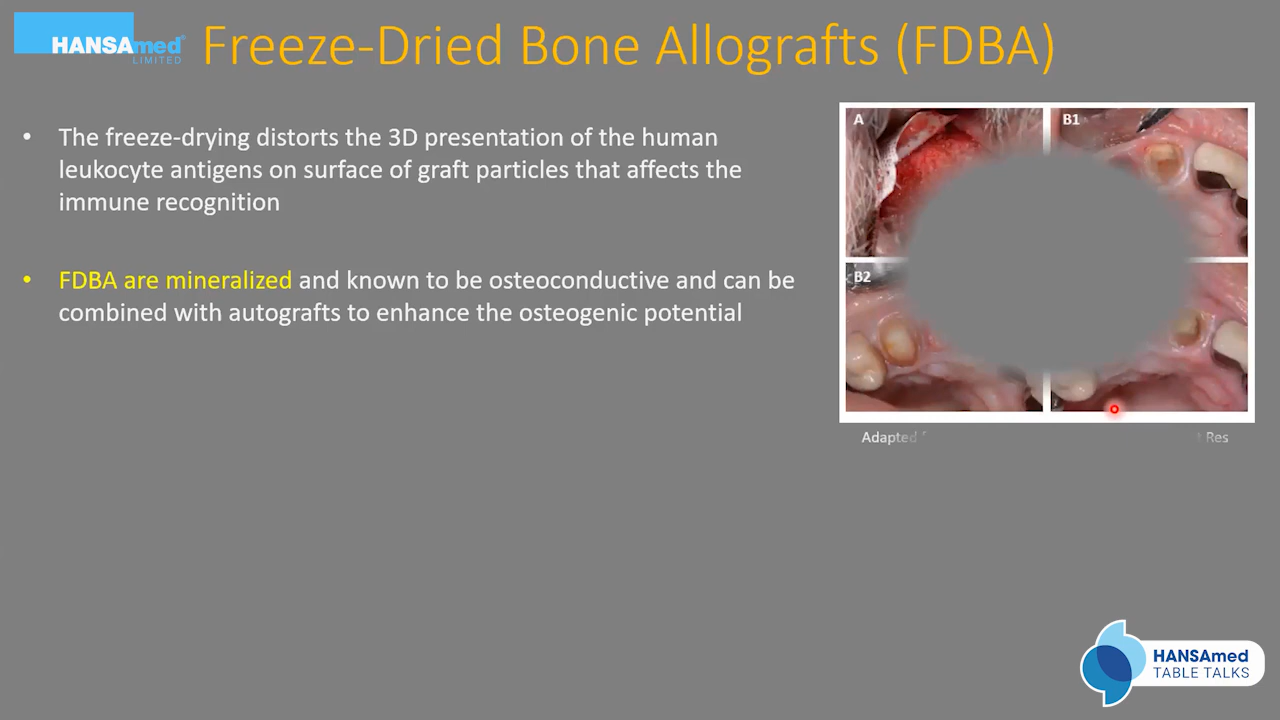 HANSAmed®
LIMITED
Freeze-Dried Bone Allografts (FDBA)
• The freeze-drying distorts the 3D presentation of the human
leukocyte antigens on surface of graft particles that affects the
immune recognition
• FDBA are mineralized and known to be osteoconductive and can be
combined with autografts to enhance the osteogenic potential
A
B1
B2
Adapted
Res
HANSAmed
TABLE TALKS